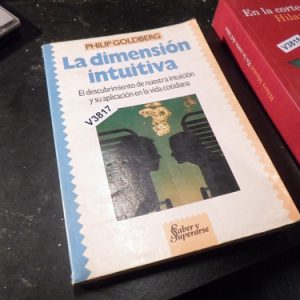 PHILIP GOLDBERG
La dimensión
intuitiva
El descubrimiento de nuestra intuición
y su aplicación en la vida cotidiana
V3817
Saber y
Superarse
En la corte